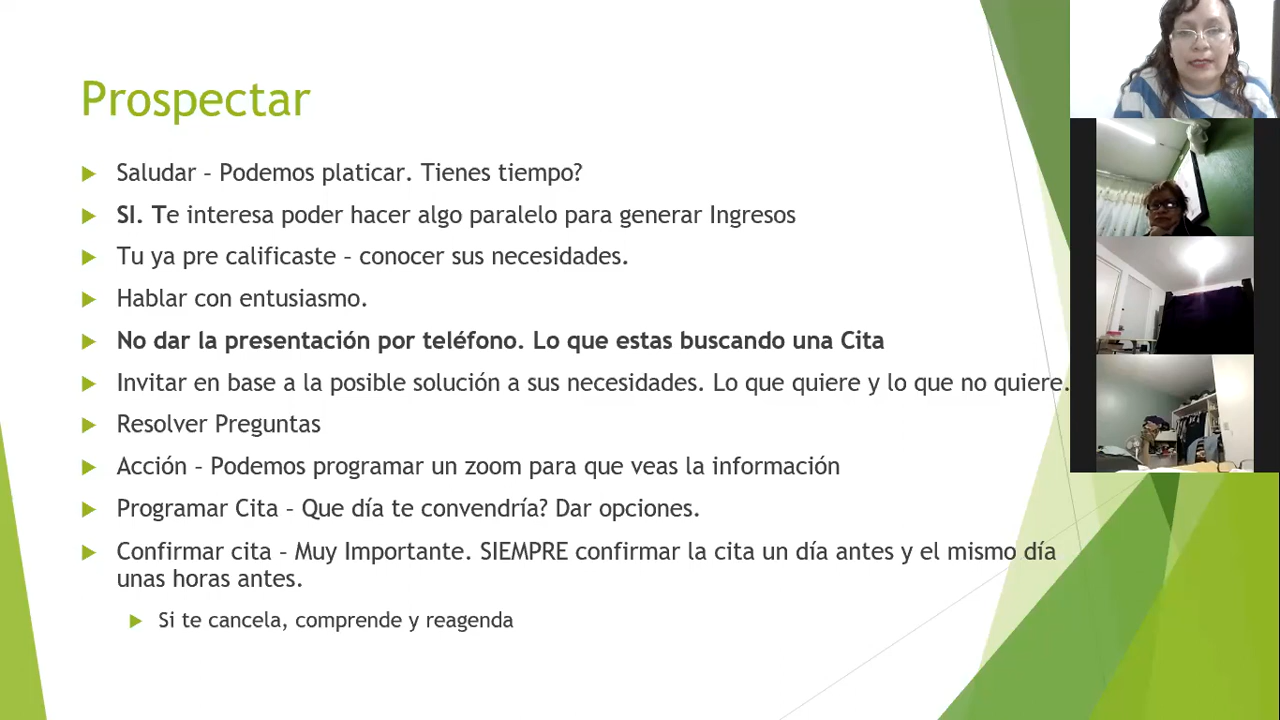 Prospectar
Saludar – Podemos platicar. Tienes tiempo?
SI. Te interesa poder hacer algo paralelo para generar Ingresos
Tu ya pre calificaste – conocer sus necesidades.
Hablar con entusiasmo.
No dar la presentación por teléfono. Lo que estas buscando una Cita
Invitar en base a la posible solución a sus necesidades. Lo que quiere y lo que no quiere.
Resolver Preguntas
Acción – Podemos programar un zoom para que veas la información
Programar Cita – Que día te convendría? Dar opciones.
Confirmar cita – Muy Importante. SIEMPRE confirmar la cita un día antes y el mismo día
unas horas antes.
Si te cancela, comprende y reagenda